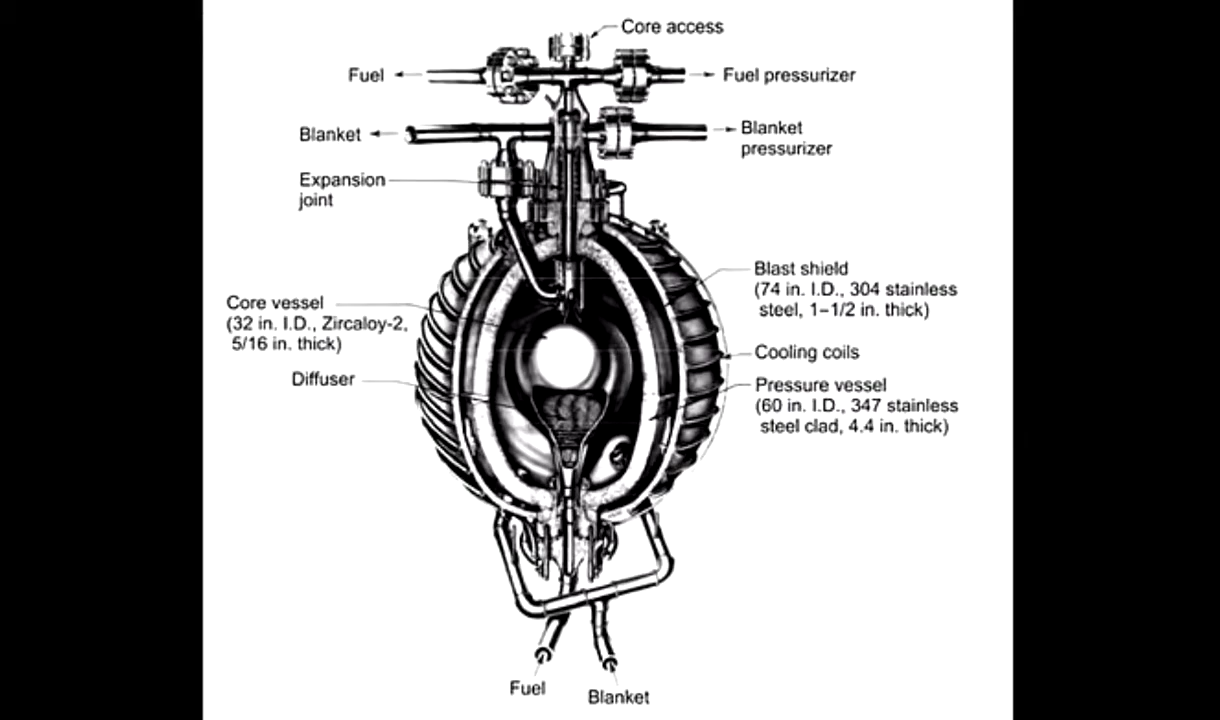 Core access
Fuel
Fuel pressurizer
Blanket
Blanket
pressurizer
Expansion
joint
Blast shield
(74 in. I.D., 304 stainless
steel, 1–1/2 in. thick)
Core vessel
(32 in. I.D., Zircaloy-2,
5/16 in. thick)
Cooling coils
Diffuser
Pressure vessel
(60 in. I.D., 347 stainless
steel clad, 4.4 in. thick)
Fuel
Blanket